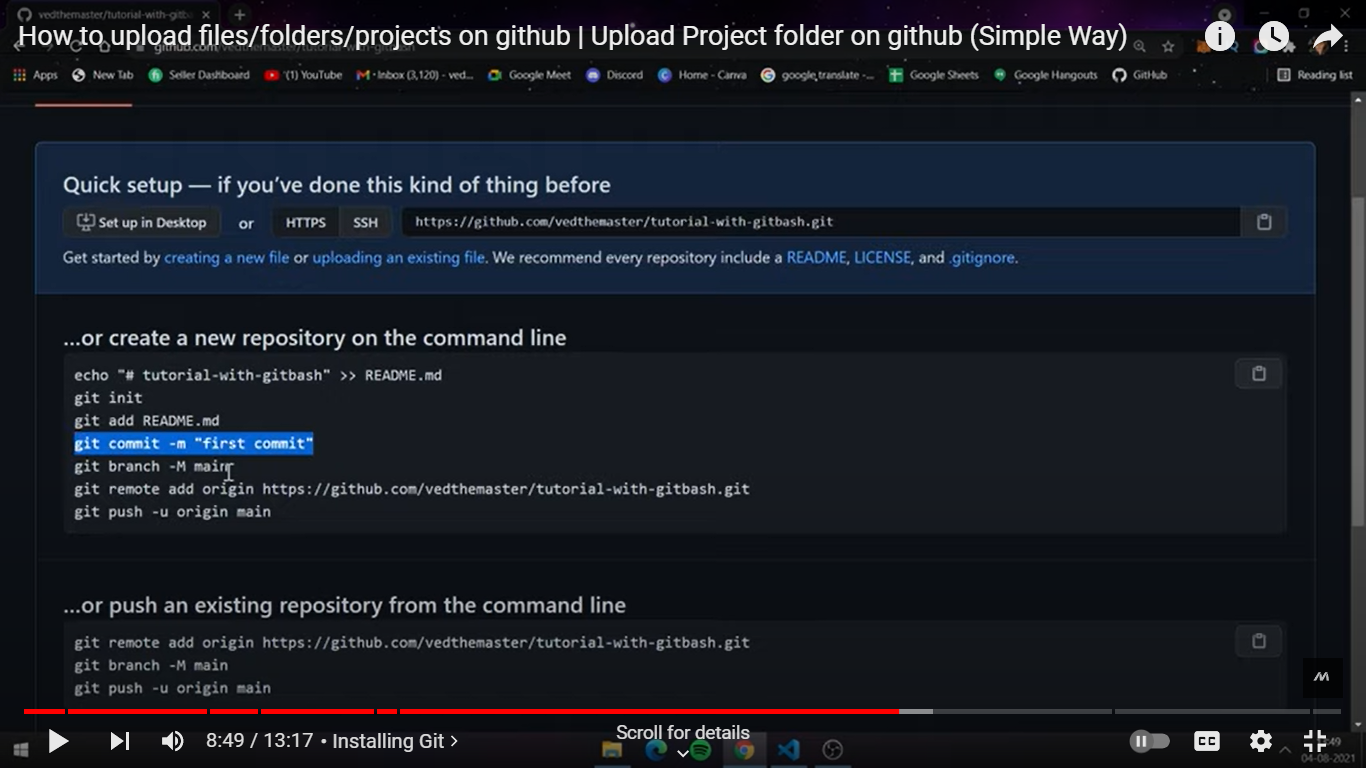 vedthemaster/tutorial-with-gitba
How to upload files/folders/projects on github | Upload Project folder on github (Simple Way)
github.com/vedthemaster/tutorial-with-gitbash
Apps New Tab Seller Dashboard (1) YouTube Inbox (3,120) - ved... Google Meet Discord Home - Canva google translate -... Google Sheets Google Hangouts GitHub Reading list
Quick setup — if you've done this kind of thing before
Set up in Desktop or HTTPS SSH https://github.com/vedthemaster/tutorial-with-gitbash.git
Get started by creating a new file or uploading an existing file. We recommend every repository include a README, LICENSE, and .gitignore.
...or create a new repository on the command line
echo "# tutorial-with-gitbash" >> README.md
git init
git add README.md
git commit -m "first commit"
git branch -M main
git remote add origin https://github.com/vedthemaster/tutorial-with-gitbash.git
git push -u origin main
...or push an existing repository from the command line
git remote add origin https://github.com/vedthemaster/tutorial-with-gitbash.git
git branch -M main
git push -u origin main
Scroll for details
8:49 / 13:17 • Installing Git >
CC
04-08-2021